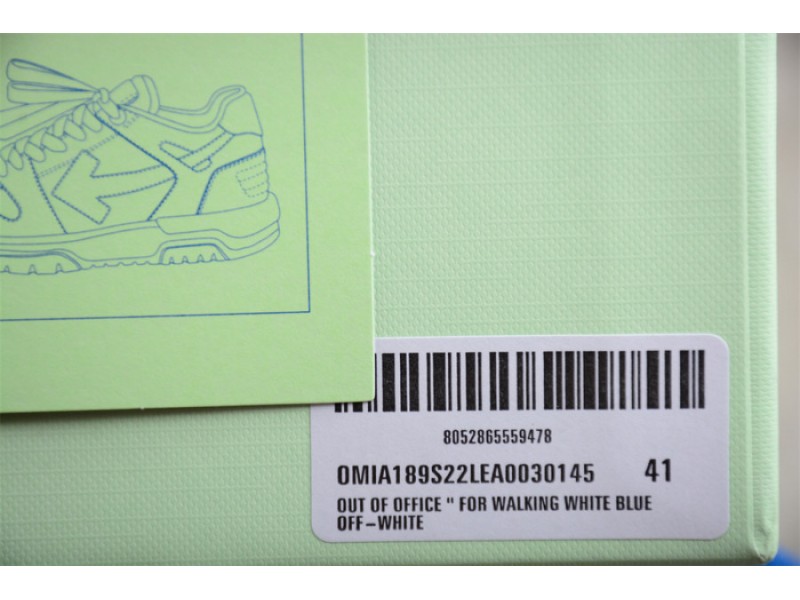 8052865559478
OMIA189S22LEA0030145 41
OUT OF OFFICE " FOR WALKING WHITE BLUE
OFF-WHITE